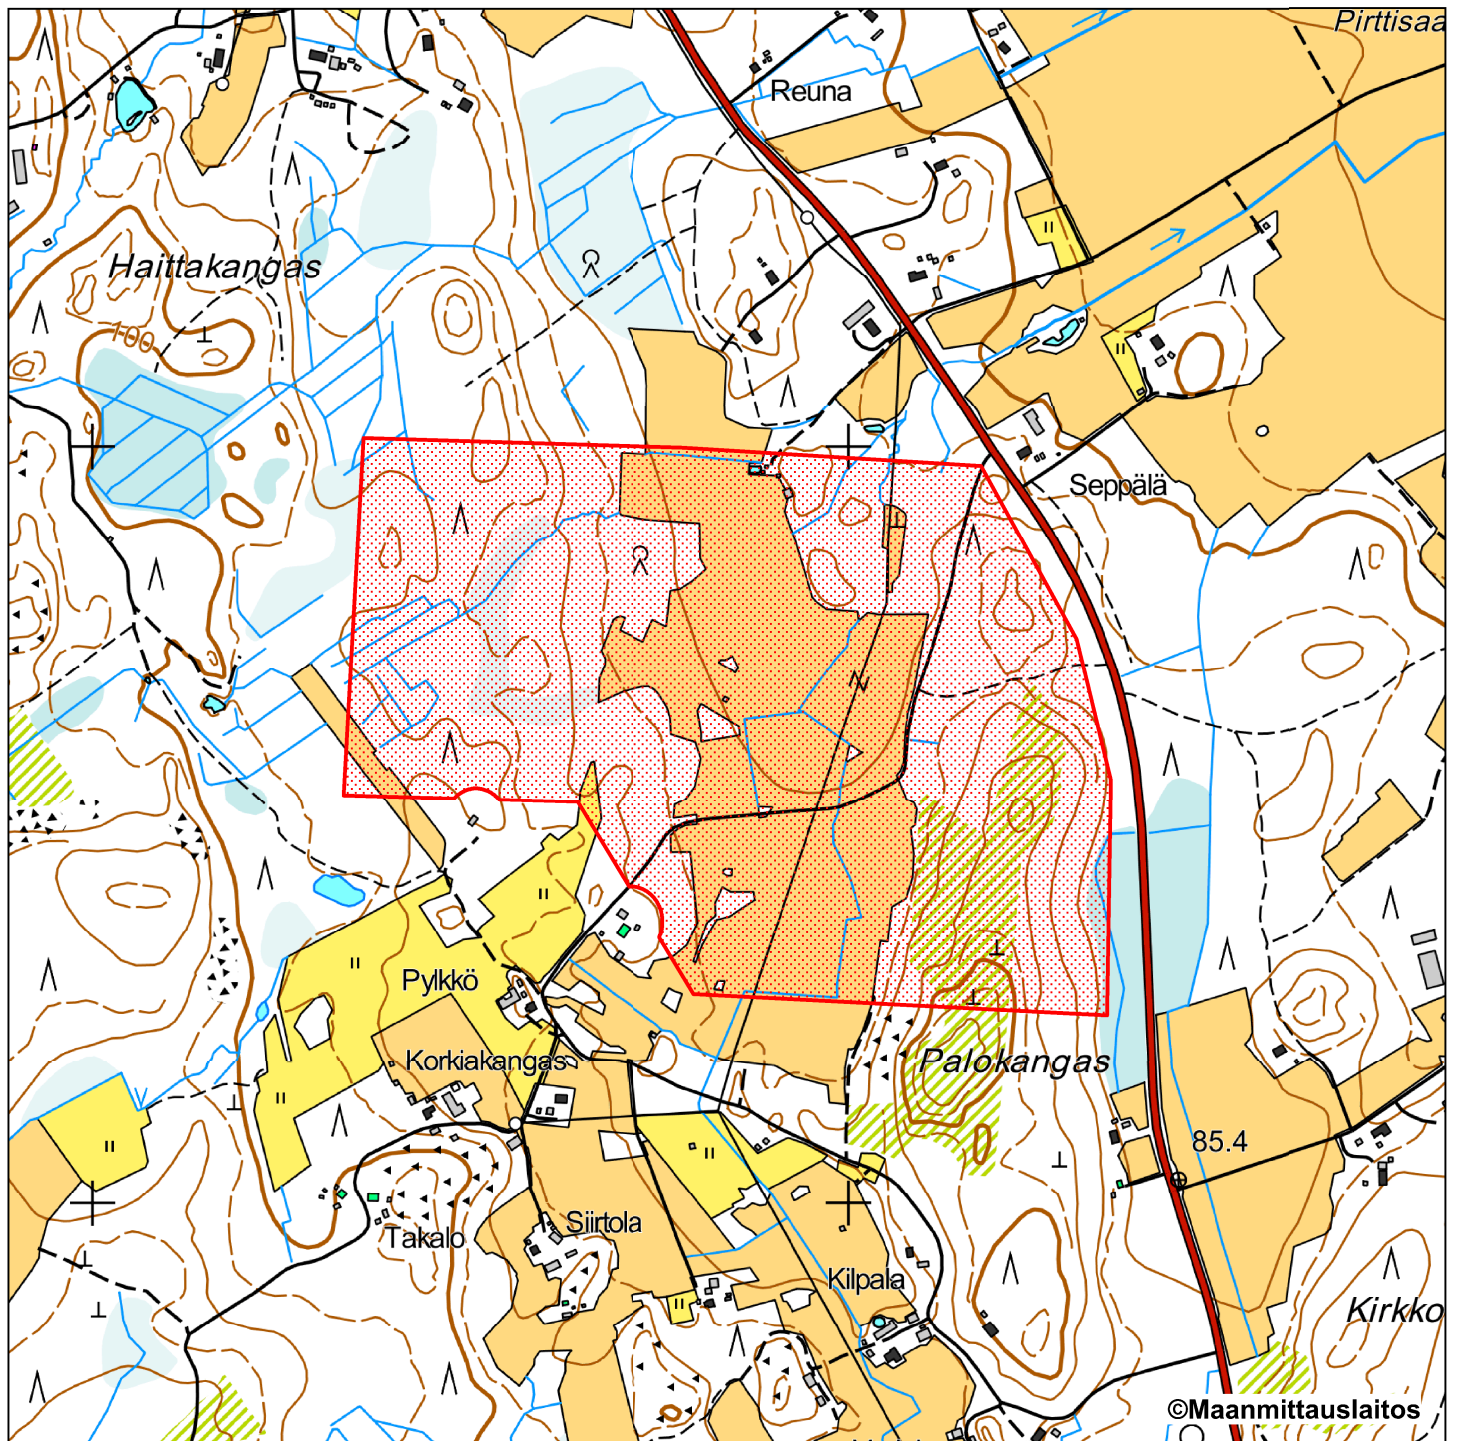 Pirttisaa
Reuna
Haittakangas
100
Seppälä
Pylkkö
Korkiakangas
Palokangas
85.4
Siirtola
Takalo
Kilpala
Kirkko
©Maanmittauslaitos